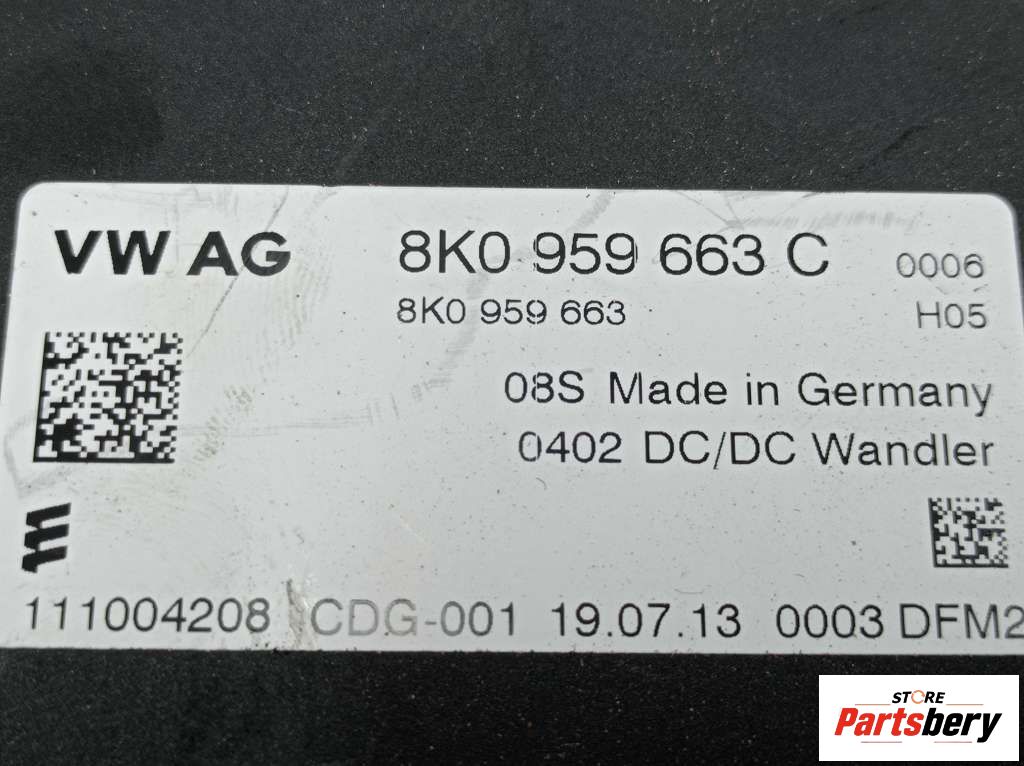 VW AG 8K0 959 663 C 0006
8K0 959 663 H05
08S Made in Germany
0402 DC/DC Wandler
111004208 CDG-001 19.07.13 0003 DFM2
STORE
Partsbery